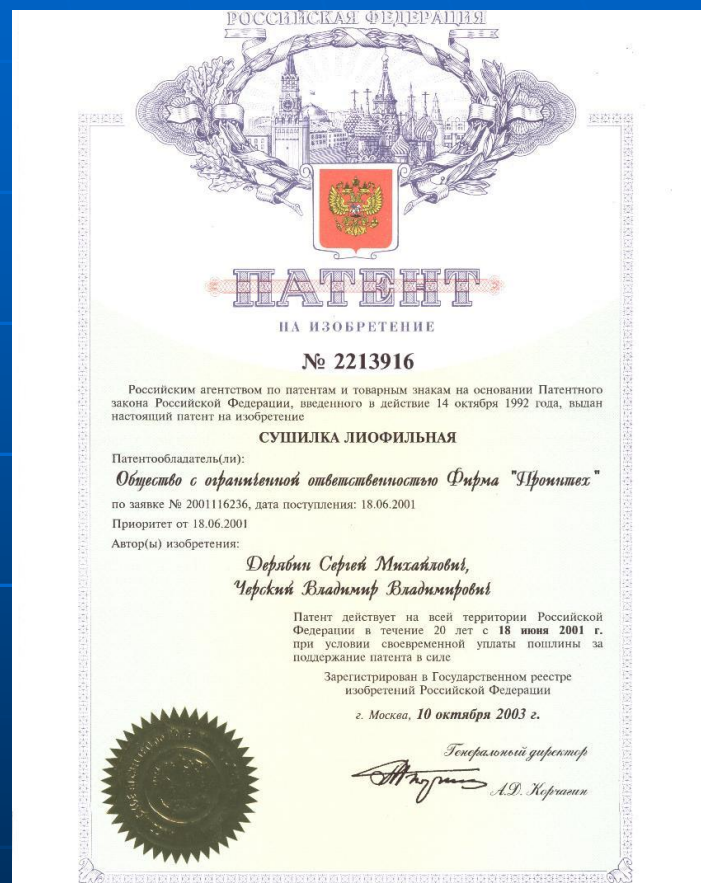 РОССИЙСКАЯ ФЕДЕРАЦИЯ
ПАТЕНТ
НА ИЗОБРЕТЕНИЕ
№ 2213916
Российским агентством по патентам и товарным знакам на основании Патентного
закона Российской Федерации, введенного в действие 14 октября 1992 года, выдан
настоящий патент на изобретение
СУШИЛКА ЛИОФИЛЬНАЯ
Патентообладатель(ли):
Общество с ограниченной ответственностью Фирма "Проинтех"
по заявке № 2001116236, дата поступления: 18.06.2001
Приоритет от 18.06.2001
Автор(ы) изобретения:
Дерябин Сергей Михайлович,
Черский Владимир Владимирович
Патент действует на всей территории Российской
Федерации в течение 20 лет с 18 июня 2001 г.
при условии своевременной уплаты пошлины за
поддержание патента в силе
Зарегистрирован в Государственном реестре
изобретений Российской Федерации
г. Москва, 10 октября 2003 г.
Генеральный директор
А.Д. Корчагин